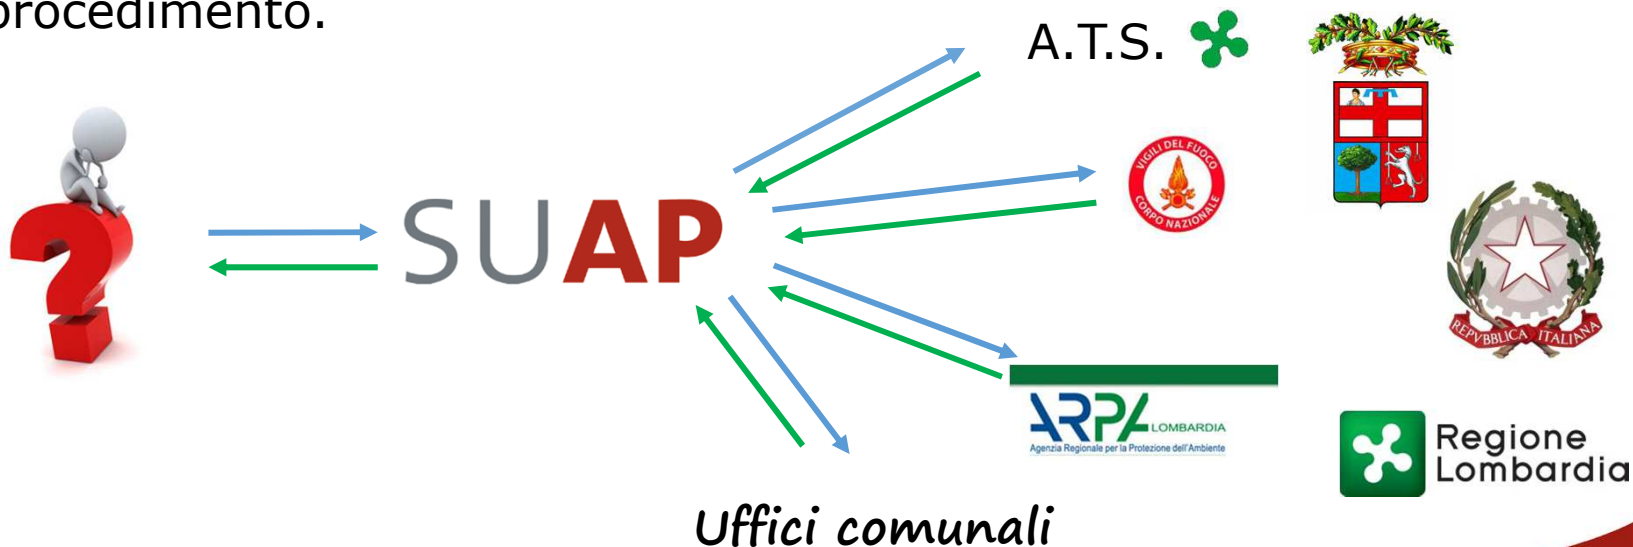 procedimento.
A.T.S.
VIGILI DEL FUOCO
CORPO NAZIONALE
SUAP
REPVBBLICA ITALIANA
ARPA LOMBARDIA
Agenzia Regionale per la Protezione dell'Ambiente
Regione
Lombardia
Uffici comunali